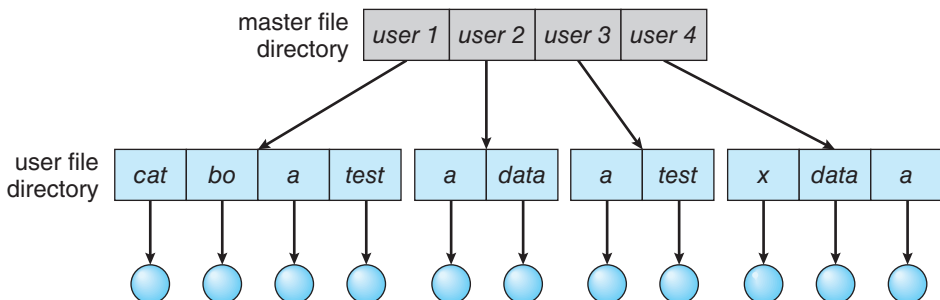 master file
directory
user 1 user 2 user 3 user 4
user file
directory
cat bo a test a data a test x data a